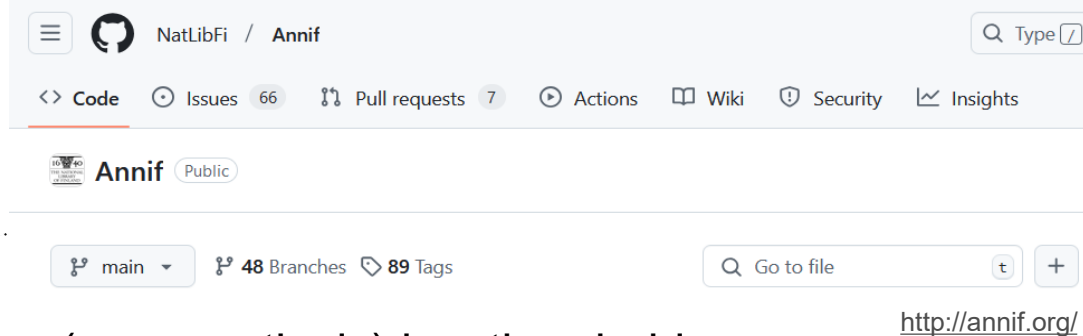 NatLibFi / Annif
Type /
Code Issues 66 Pull requests 7 Actions Wiki Security Insights
Annif Public
main 48 Branches 89 Tags Go to file t +
http://annif.org/